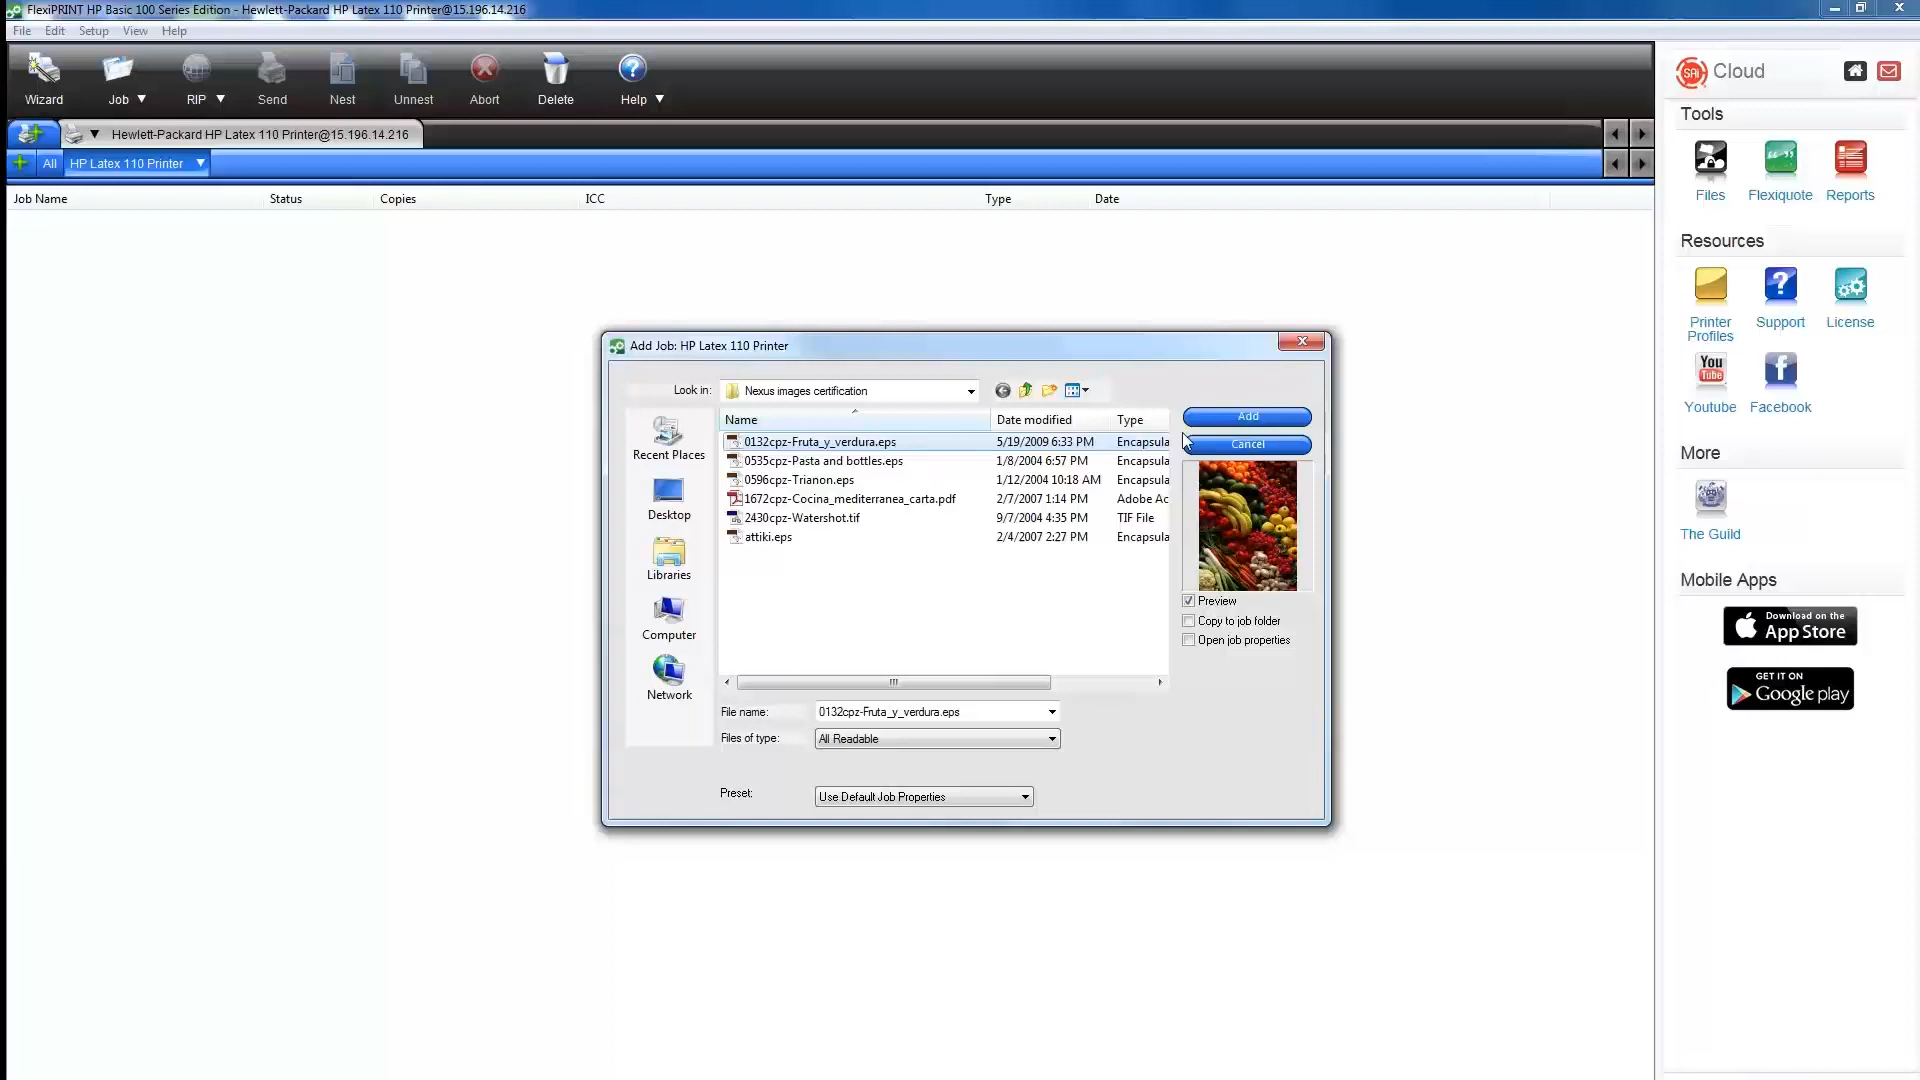 FlexiPRINT HP Basic 100 Series Edition - Hewlett-Packard HP Latex 110 Printer@15.196.14.216
File Edit Setup View Help
Wizard Job RIP Send Nest Unnest Abort Delete Help
Hewlett-Packard HP Latex 110 Printer@15.196.14.216
All HP Latex 110 Printer
Job Name Status Copies ICC Type Date
Add Job: HP Latex 110 Printer
Look in: Nexus images certification
Name Date modified Type
0132cpz-Fruta_y_verdura.eps 5/19/2009 6:33 PM Encapsula
0535cpz-Pasta and bottles.eps 1/8/2004 6:57 PM Encapsula
0596cpz-Trianon.eps 1/12/2004 10:18 AM Encapsula
1672cpz-Cocina_mediterranea_carta.pdf 2/7/2007 1:14 PM Adobe Ac
2430cpz-Watershot.tif 9/7/2004 4:35 PM TIF File
attiki.eps 2/4/2007 2:27 PM Encapsula
Recent Places
Desktop
Libraries
Computer
Network
Add
Cancel
Preview
Copy to job folder
Open job properties
File name: 0132cpz-Fruta_y_verdura.eps
Files of type: All Readable
Preset: Use Default Job Properties
SAi Cloud
Tools
Files Flexiquote Reports
Resources
Printer Profiles Support License
You Tube f
Youtube Facebook
More
The Guild
Mobile Apps
Download on the
App Store
GET IT ON
Google play